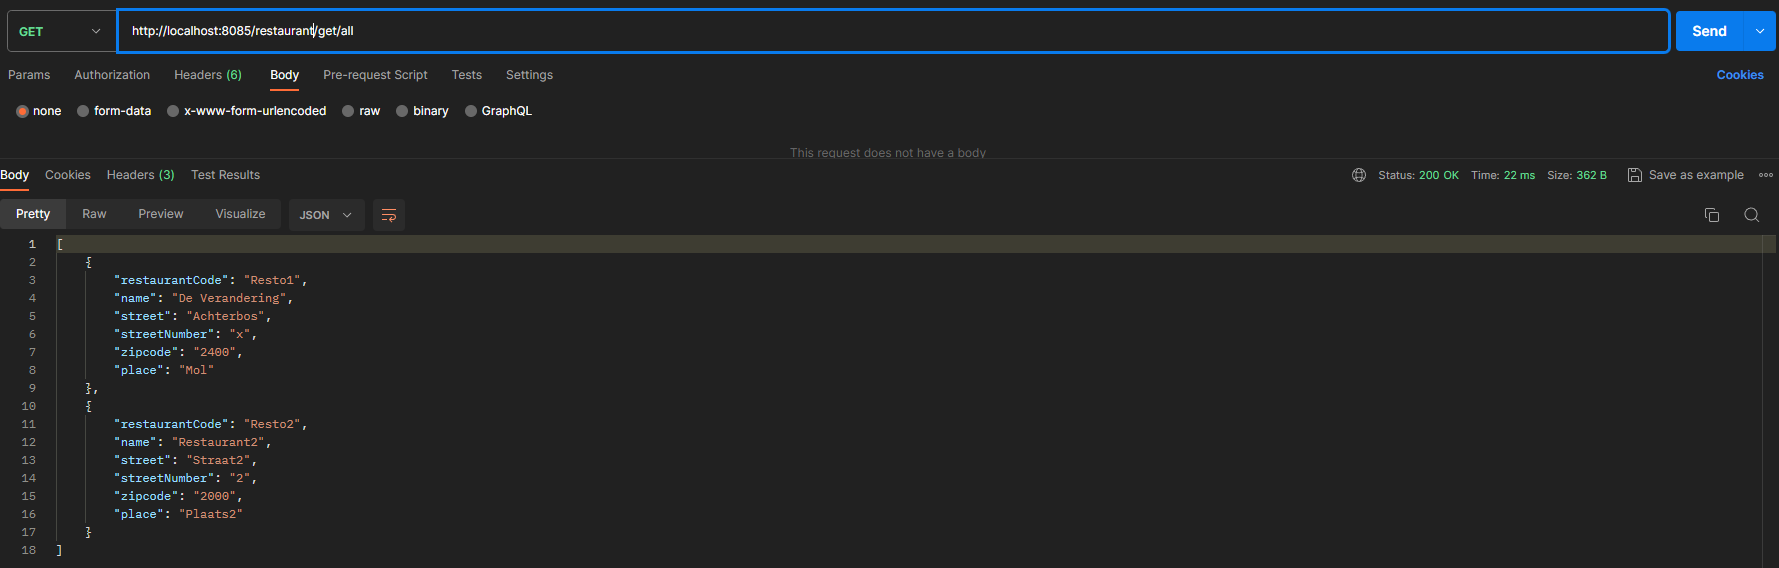 GET http://localhost:8085/restaurant/get/all Send
Params Authorization Headers (6) Body Pre-request Script Tests Settings Cookies
none form-data x-www-form-urlencoded raw binary GraphQL
This request does not have a body
Body Cookies Headers (3) Test Results Status: 200 OK Time: 22 ms Size: 362 B Save as example
Pretty Raw Preview Visualize JSON
1 [
2 {
3 "restaurantCode": "Resto1",
4 "name": "De Verandering",
5 "street": "Achterbos",
6 "streetNumber": "x",
7 "zipcode": "2400",
8 "place": "Mol"
9 },
10 {
11 "restaurantCode": "Resto2",
12 "name": "Restaurant2",
13 "street": "Straat2",
14 "streetNumber": "2",
15 "zipcode": "2000",
16 "place": "Plaats2"
17 }
18 ]